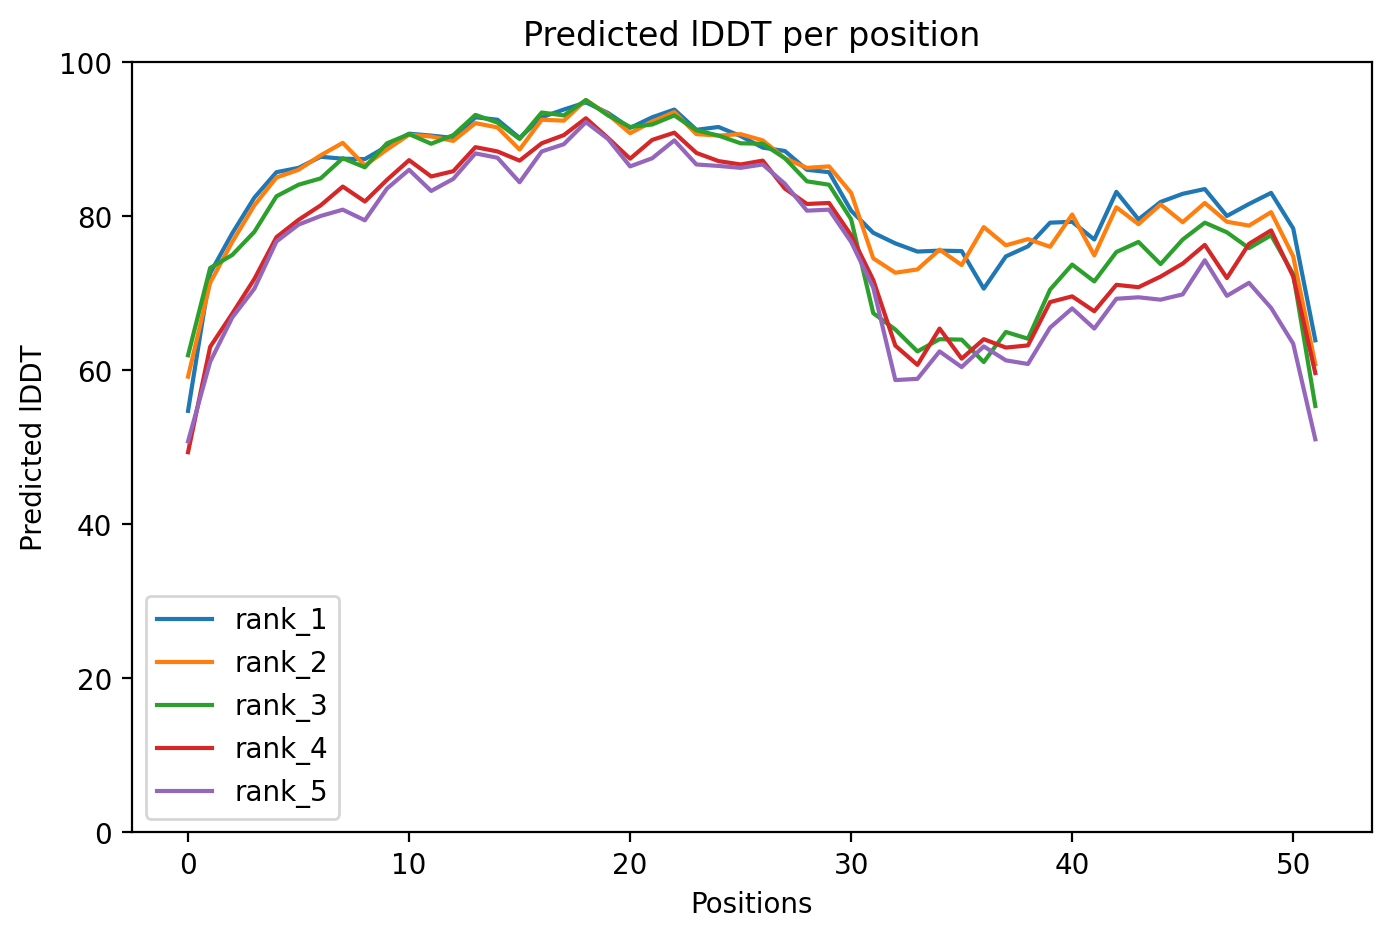 Predicted lDDT per position
100
80
60
40
20
0
Predicted lDDT
rank_1
rank_2
rank_3
rank_4
rank_5
0 10 20 30 40 50
Positions